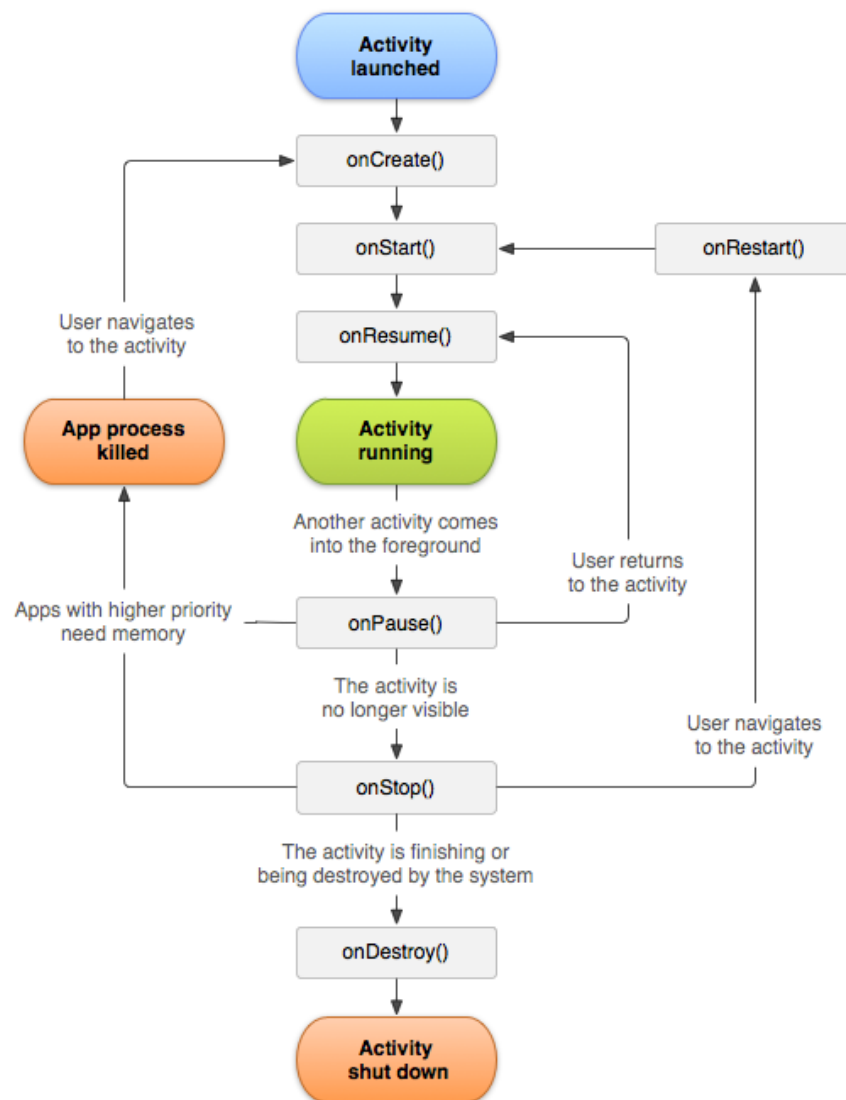 Activity
launched
onCreate()
onStart()
onRestart()
onResume()
User navigates
to the activity
App process
killed
Activity
running
Another activity comes
into the foreground
User returns
to the activity
Apps with higher priority
need memory
onPause()
The activity is
no longer visible
User navigates
to the activity
onStop()
The activity is finishing or
being destroyed by the system
onDestroy()
Activity
shut down